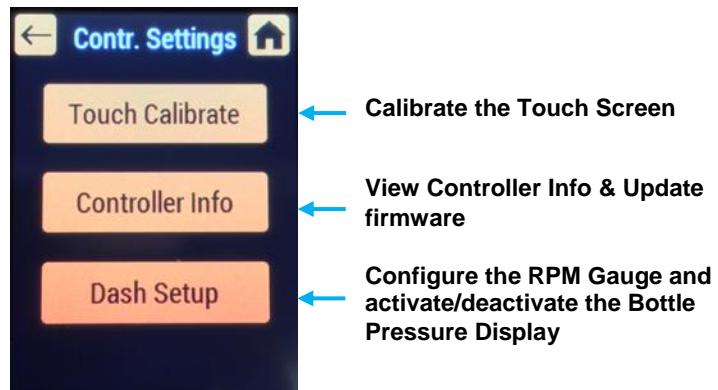 Contr. Settings
Touch Calibrate
Calibrate the Touch Screen
Controller Info
View Controller Info & Update
firmware
Dash Setup
Configure the RPM Gauge and
activate/deactivate the Bottle
Pressure Display